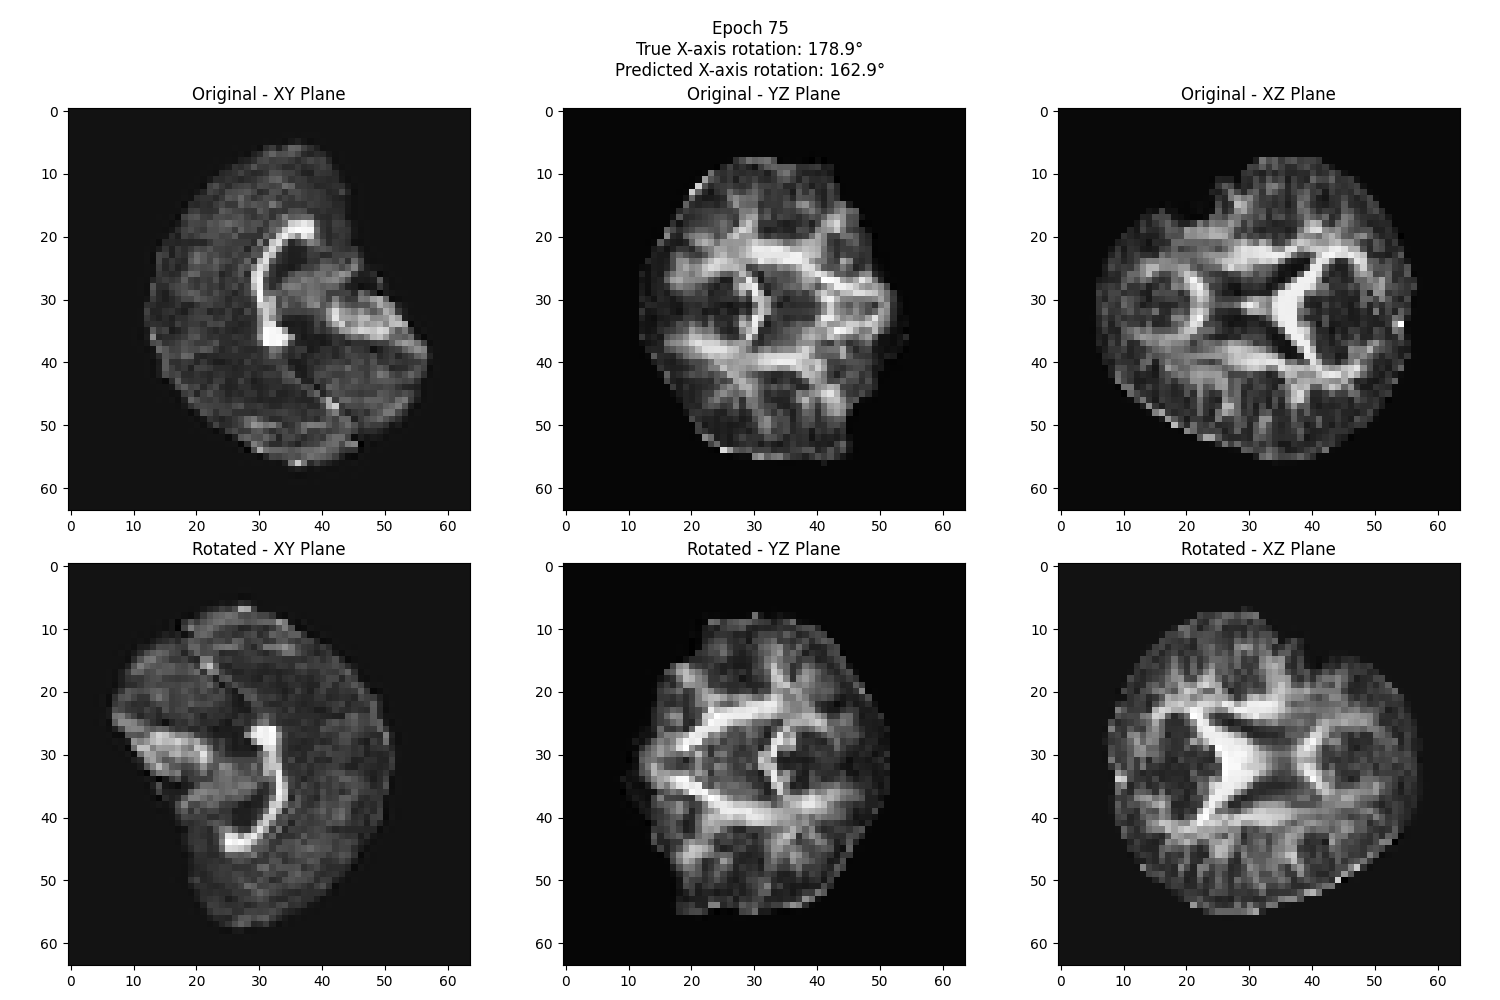 Epoch 75
True X-axis rotation: 178.9°
Predicted X-axis rotation: 162.9°
Original - XY Plane
Original - YZ Plane
Original - XZ Plane
0
10
20
30
40
50
60
0 10 20 30 40 50 60
0
10
20
30
40
50
60
0 10 20 30 40 50 60
0
10
20
30
40
50
60
0 10 20 30 40 50 60
Rotated - XY Plane
Rotated - YZ Plane
Rotated - XZ Plane
0
10
20
30
40
50
60
0 10 20 30 40 50 60
0
10
20
30
40
50
60
0 10 20 30 40 50 60
0
10
20
30
40
50
60
0 10 20 30 40 50 60